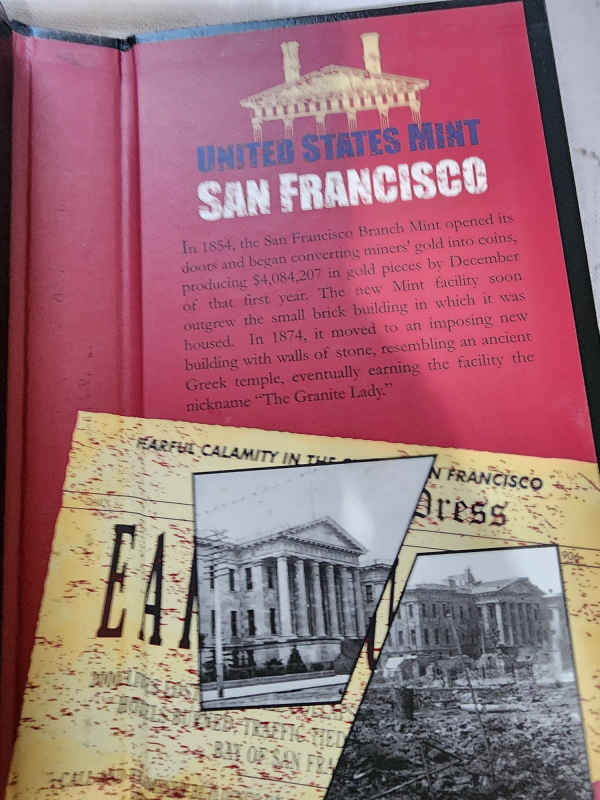 UNITED STATES MINT
SAN FRANCISCO
In 1854, the San Francisco Branch Mint opened its
doors and began converting miners' gold into coins,
producing $4,084,207 in gold pieces by December
of that first year. The new Mint facility soon
outgrew the small brick building in which it was
housed. In 1874, it moved to an imposing new
building with walls of stone, resembling an ancient
Greek temple, eventually earning the facility the
nickname “The Granite Lady.”
CALAMITY IN THE
FRANCISCO
TRAFFIC
BAY OF SAN